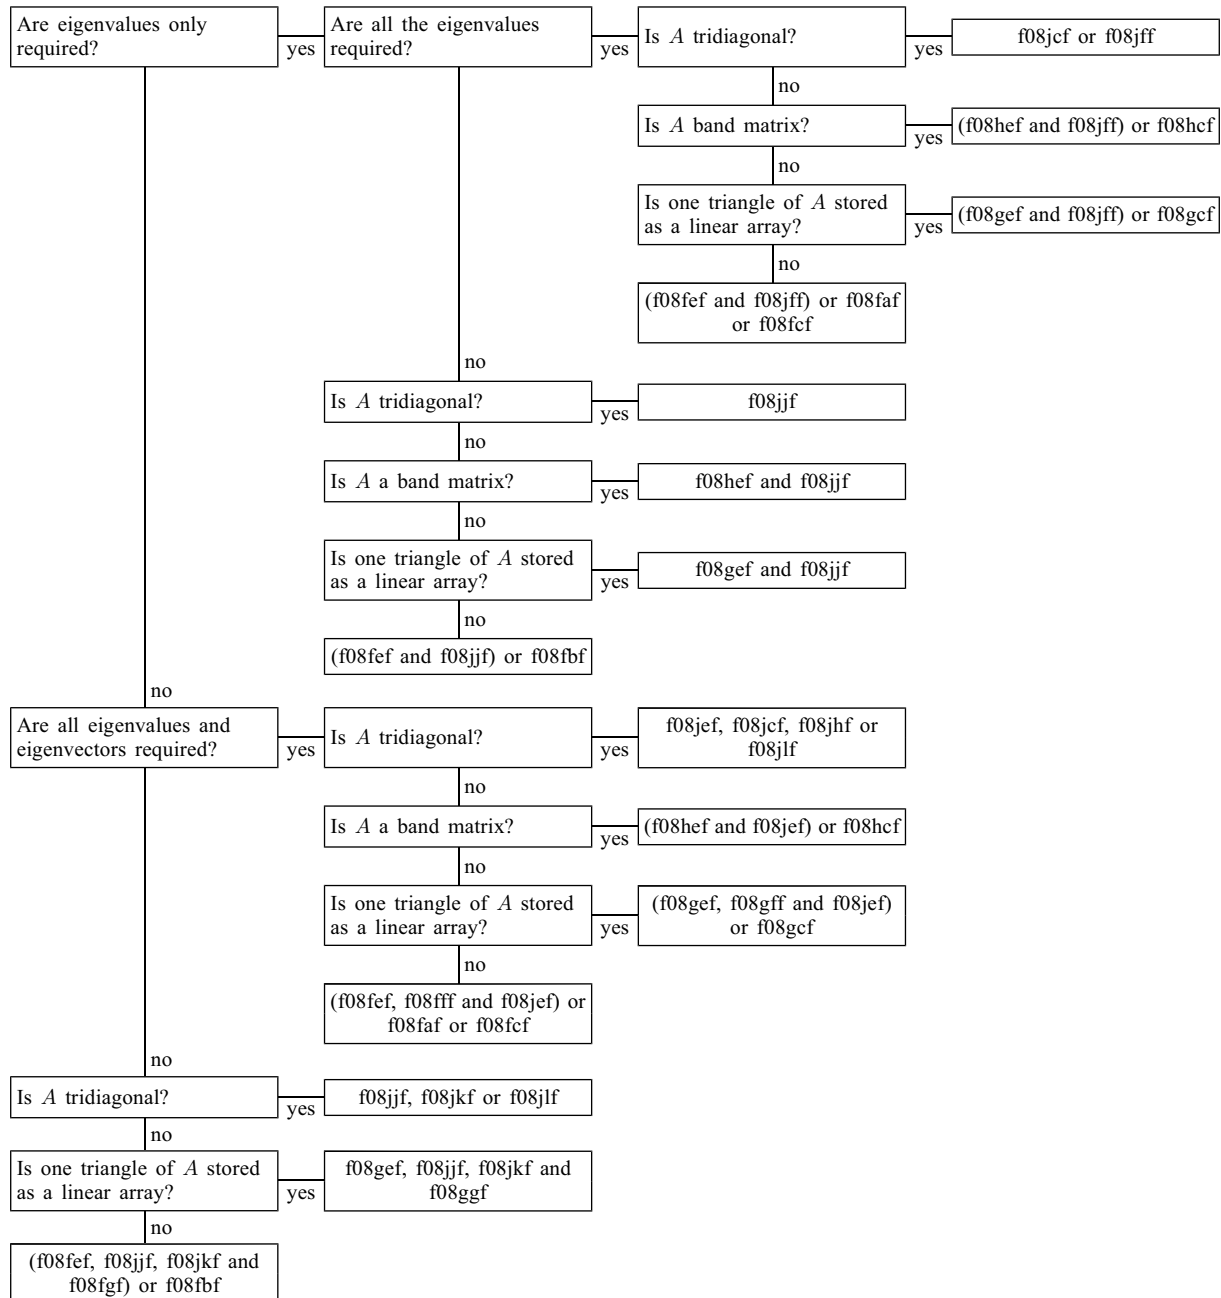 Are eigenvalues only
required?
yes
Are all the eigenvalues
required?
yes
Is A tridiagonal?
yes
f08jcf or f08jff
no
Is A band matrix?
yes
(f08hef and f08jff) or f08hcf
no
Is one triangle of A stored
as a linear array?
yes
(f08gef and f08jff) or f08gcf
no
(f08fef and f08jff) or f08faf
or f08fcf
no
Is A tridiagonal?
yes
f08jjf
no
Is A a band matrix?
yes
f08hef and f08jjf
no
Is one triangle of A stored
as a linear array?
yes
f08gef and f08jjf
no
(f08fef and f08jjf) or f08fbf
no
Are all eigenvalues and
eigenvectors required?
yes
Is A tridiagonal?
yes
f08jef, f08jcf, f08jhf or
f08jlf
no
Is A a band matrix?
yes
(f08hef and f08jef) or f08hcf
no
Is one triangle of A stored
as a linear array?
yes
(f08gef, f08gff and f08jef)
or f08gcf
no
(f08fef, f08fff and f08jef) or
f08faf or f08fcf
no
Is A tridiagonal?
yes
f08jjf, f08jkf or f08jlf
no
Is one triangle of A stored
as a linear array?
yes
f08gef, f08jjf, f08jkf and
f08ggf
no
(f08fef, f08jjf, f08jkf and
f08fgf) or f08fbf